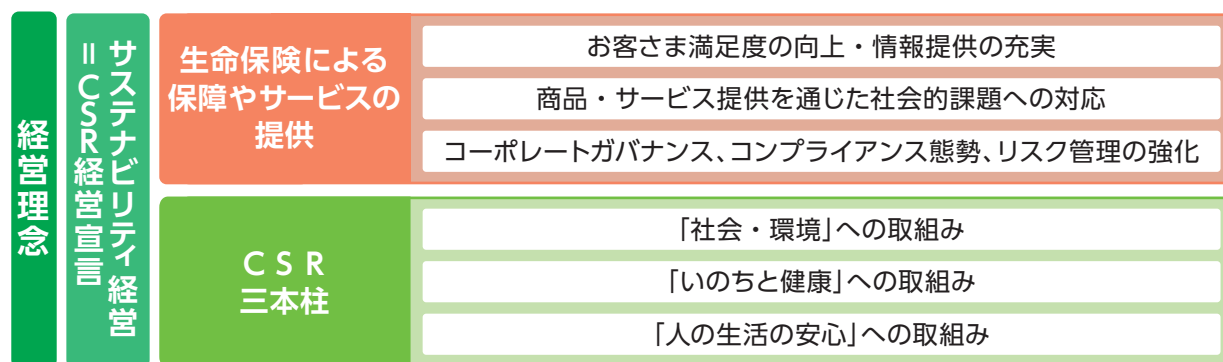 経営理念
サステナビリティ経営
＝CSR経営宣言
生命保険による
保障やサービスの
提供
お客さま満足度の向上・情報提供の充実
商品・サービス提供を通じた社会的課題への対応
コーポレートガバナンス、コンプライアンス態勢、リスク管理の強化
CSR
三本柱
「社会・環境」への取組み
「いのちと健康」への取組み
「人の生活の安心」への取組み